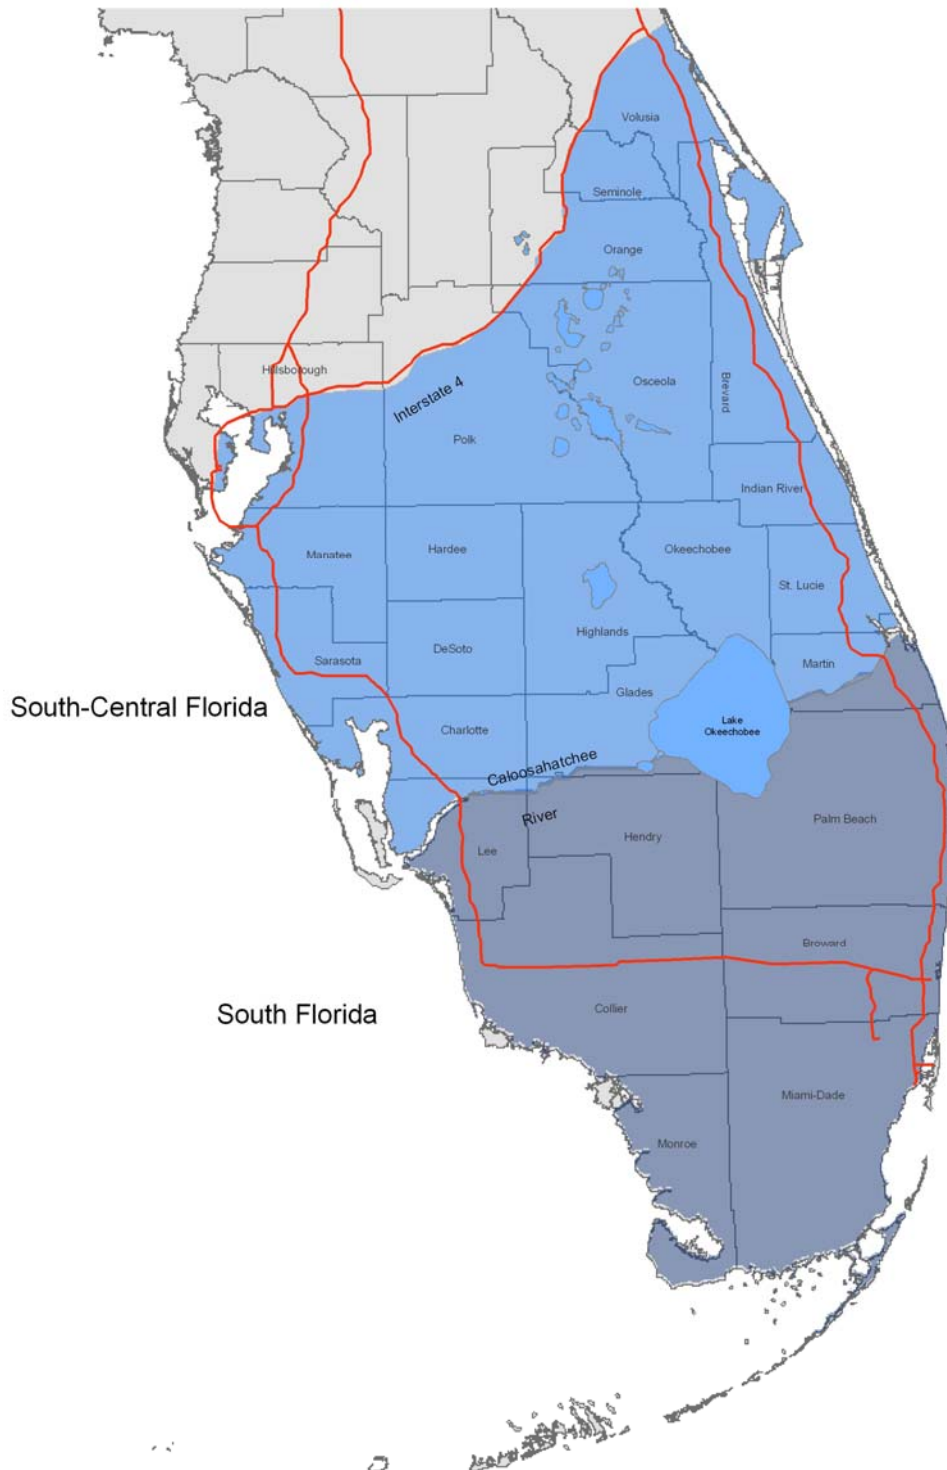 Volusia
Seminole
Orange
Hillsborough
Interstate 4
Osceola
Brevard
Polk
Indian River
Manatee
Hardee
Okeechobee
St. Lucie
Highlands
DeSoto
Sarasota
Martin
Glades
South-Central Florida
Charlotte
Lake
Okeechobee
Caloosahatchee
River
Palm Beach
Hendry
Lee
Broward
South Florida
Collier
Miami-Dade
Monroe